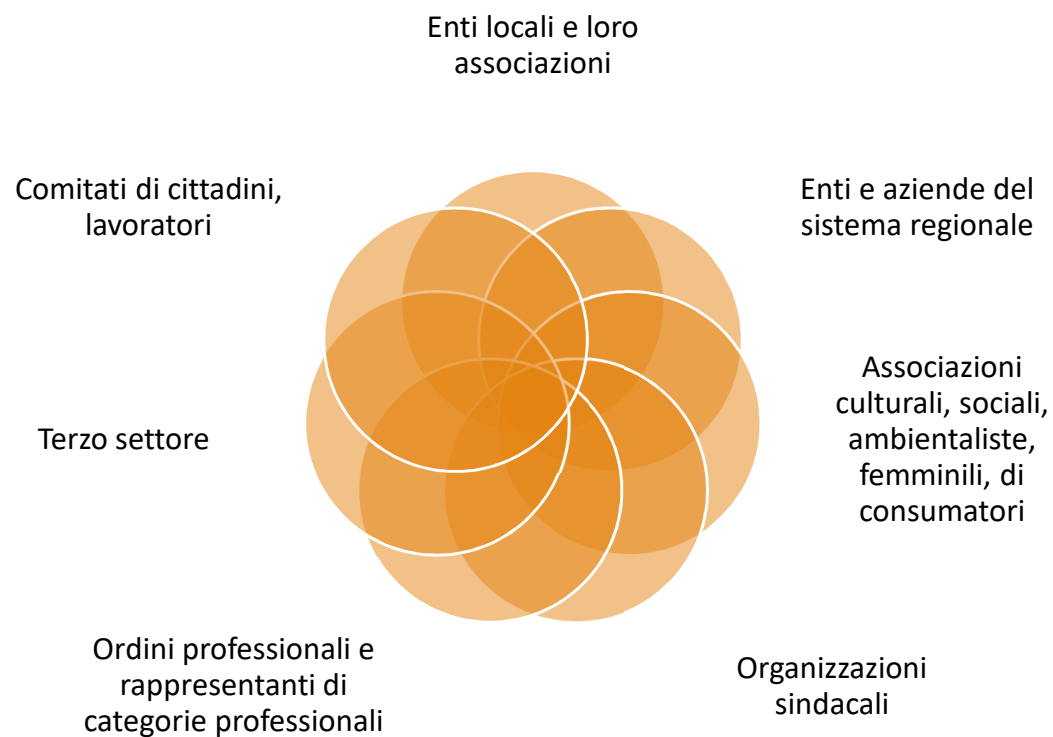 Enti locali e loro
associazioni
Enti e aziende del
sistema regionale
Associazioni
culturali, sociali,
ambientaliste,
femminili, di
consumatori
Organizzazioni
sindacali
Ordini professionali e
rappresentanti di
categorie professionali
Terzo settore
Comitati di cittadini,
lavoratori